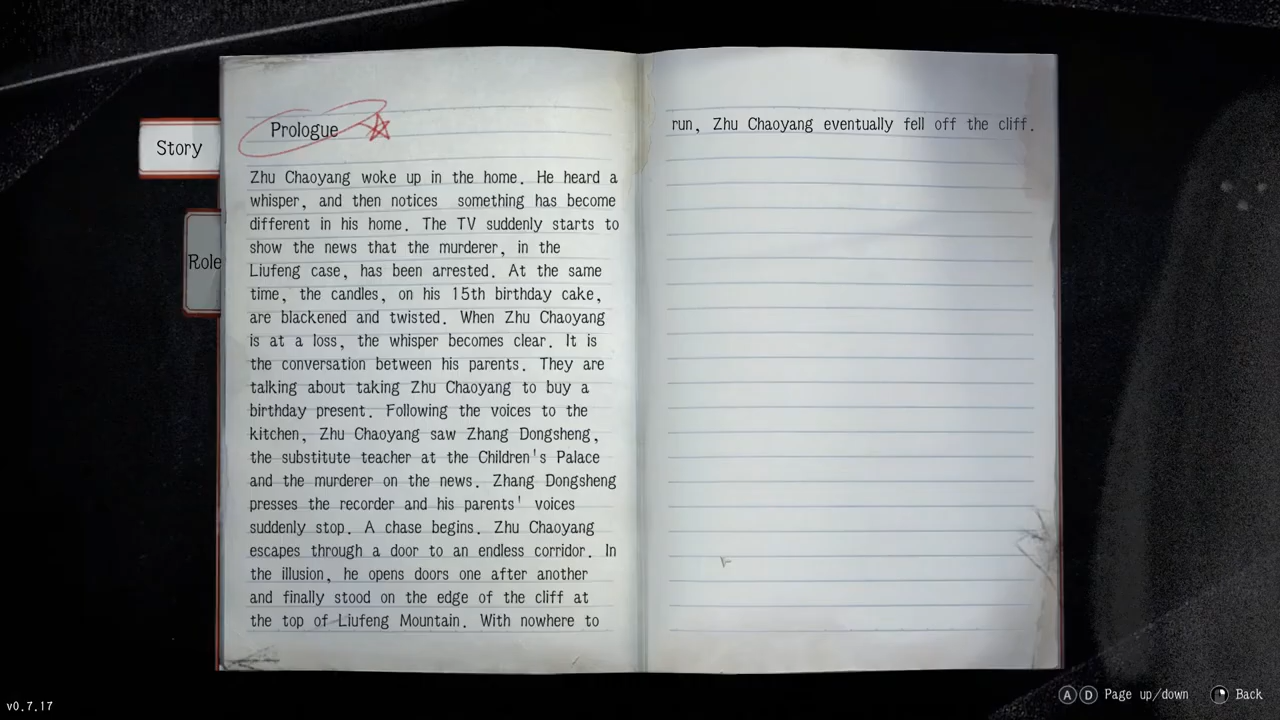 Story
Role
Prologue
Zhu Chaoyang woke up in the home. He heard a
whisper, and then notices something has become
different in his home. The TV suddenly starts to
show the news that the murderer, in the
Liufeng case, has been arrested. At the same
time, the candles, on his 15th birthday cake,
are blackened and twisted. When Zhu Chaoyang
is at a loss, the whisper becomes clear. It is
the conversation between his parents. They are
talking about taking Zhu Chaoyang to buy a
birthday present. Following the voices to the
kitchen, Zhu Chaoyang saw Zhang Dongsheng,
the substitute teacher at the Children's Palace
and the murderer on the news. Zhang Dongsheng
presses the recorder and his parents' voices
suddenly stop. A chase begins. Zhu Chaoyang
escapes through a door to an endless corridor. In
the illusion, he opens doors one after another
and finally stood on the edge of the cliff at
the top of Liufeng Mountain. With nowhere to
run, Zhu Chaoyang eventually fell off the cliff.
v0.7.17
A D Page up/down Back